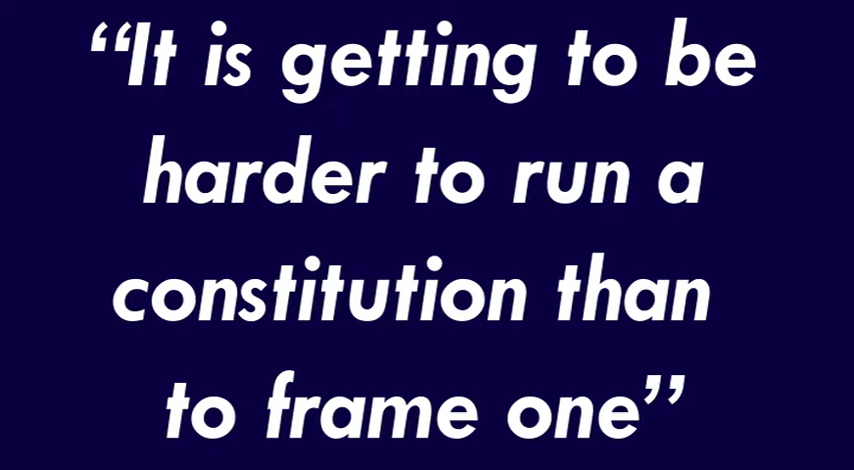 “It is getting to be
harder to run a
constitution than
to frame one”